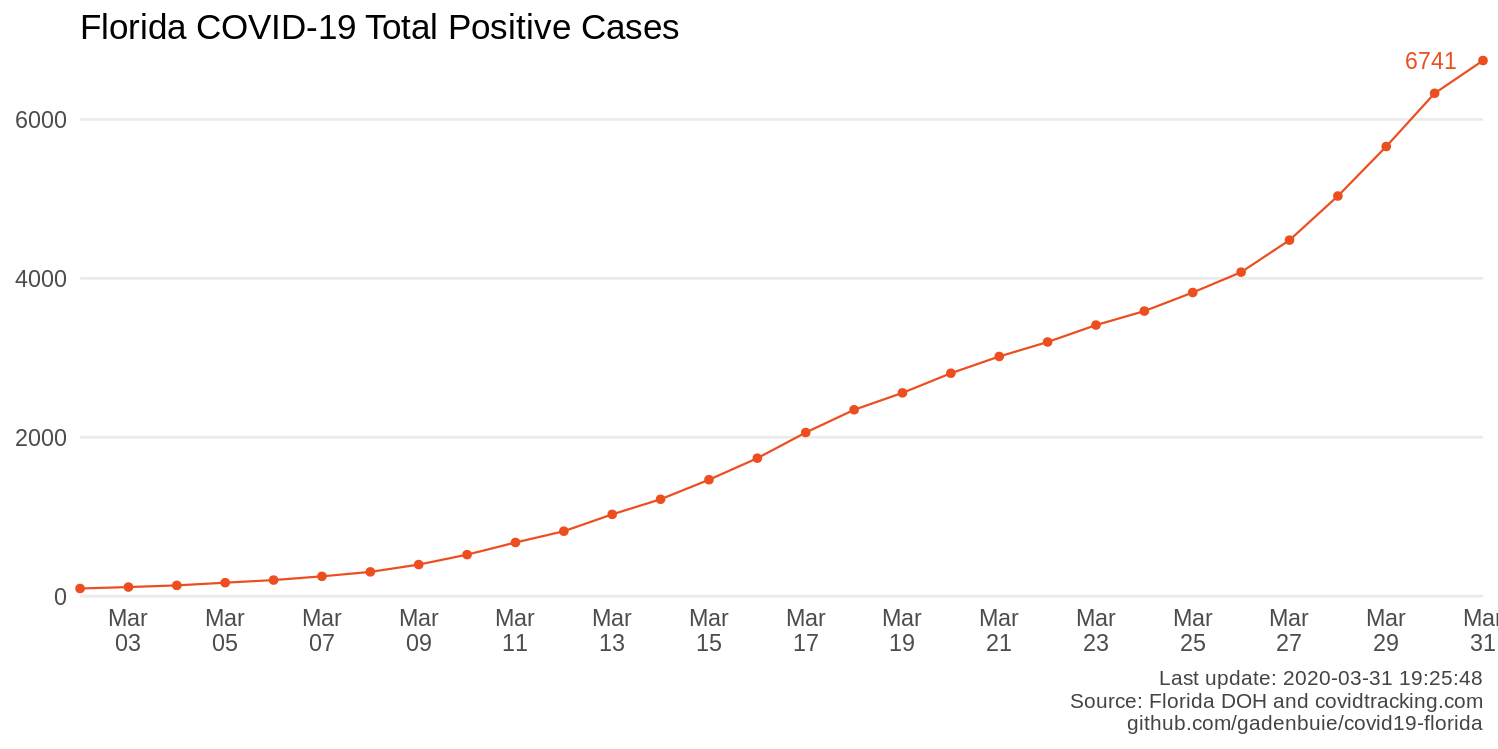 Florida COVID-19 Total Positive Cases
6741
6000
4000
2000
0
Mar Mar Mar Mar Mar Mar Mar Mar Mar Mar Mar Mar Mar Mar Mar
03 05 07 09 11 13 15 17 19 21 23 25 27 29 31
Last update: 2020-03-31 19:25:48
Source: Florida DOH and covidtracking.com
github.com/gadenbuie/covid19-florida